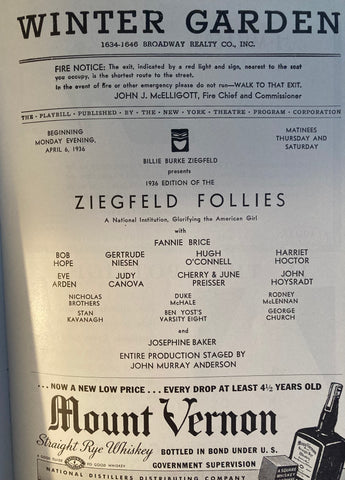 WINTER GARDEN
1634-1646 BROADWAY REALTY CO., INC.
FIRE NOTICE: The exit, indicated by a red light and sign, nearest to the seat
you occupy, is the shortest route to the street.
In the event of fire or other emergency please do not run—WALK TO THAT EXIT.
JOHN J. McELLIGOTT, Fire Chief and Commissioner
THE · PLAYBILL · PUBLISHED · BY · THE · NEW · YORK · THEATRE · PROGRAM · CORPORATION
BEGINNING
MONDAY EVENING,
APRIL 6, 1936
MATINEES
THURSDAY AND
SATURDAY
BILLIE BURKE ZIEGFELD
presents
1936 EDITION OF THE
ZIEGFELD FOLLIES
A National Institution, Glorifying the American Girl
with
FANNIE BRICE
BOB HOPE
GERTRUDE NIESEN
HUGH O'CONNELL
HARRIET HOCTOR
EVE ARDEN
JUDY CANOVA
CHERRY & JUNE PREISSER
JOHN HOYSRADT
NICHOLAS BROTHERS
DUKE McHALE
RODNEY McLENNAN
STAN KAVANAGH
BEN YOST'S VARSITY EIGHT
GEORGE CHURCH
and
JOSEPHINE BAKER
ENTIRE PRODUCTION STAGED BY
JOHN MURRAY ANDERSON
...NOW A NEW LOW PRICE...EVERY DROP AT LEAST 4½ YEARS OLD
Mount Vernon
Straight Rye Whiskey
BOTTLED IN BOND UNDER U. S.
GOVERNMENT SUPERVISION
A GOOD GUIDE TO GOOD WHISKEY
NATIONAL DISTILLERS DISTRIBUTING COMPANY